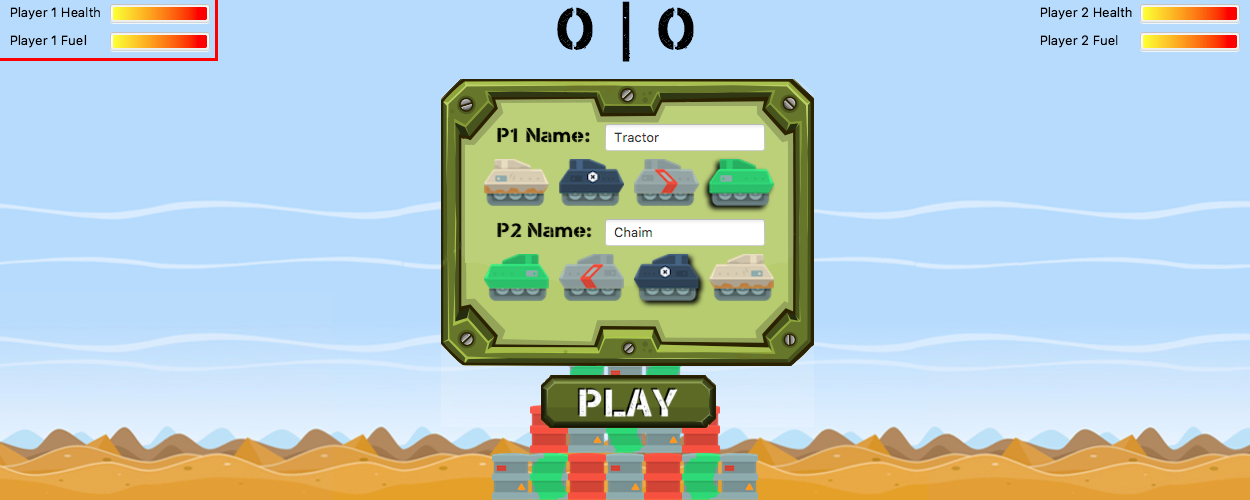 Player 1 Health
Player 1 Fuel
0 | 0
Player 2 Health
Player 2 Fuel
P1 Name: Tractor
P2 Name: Chaim
PLAY